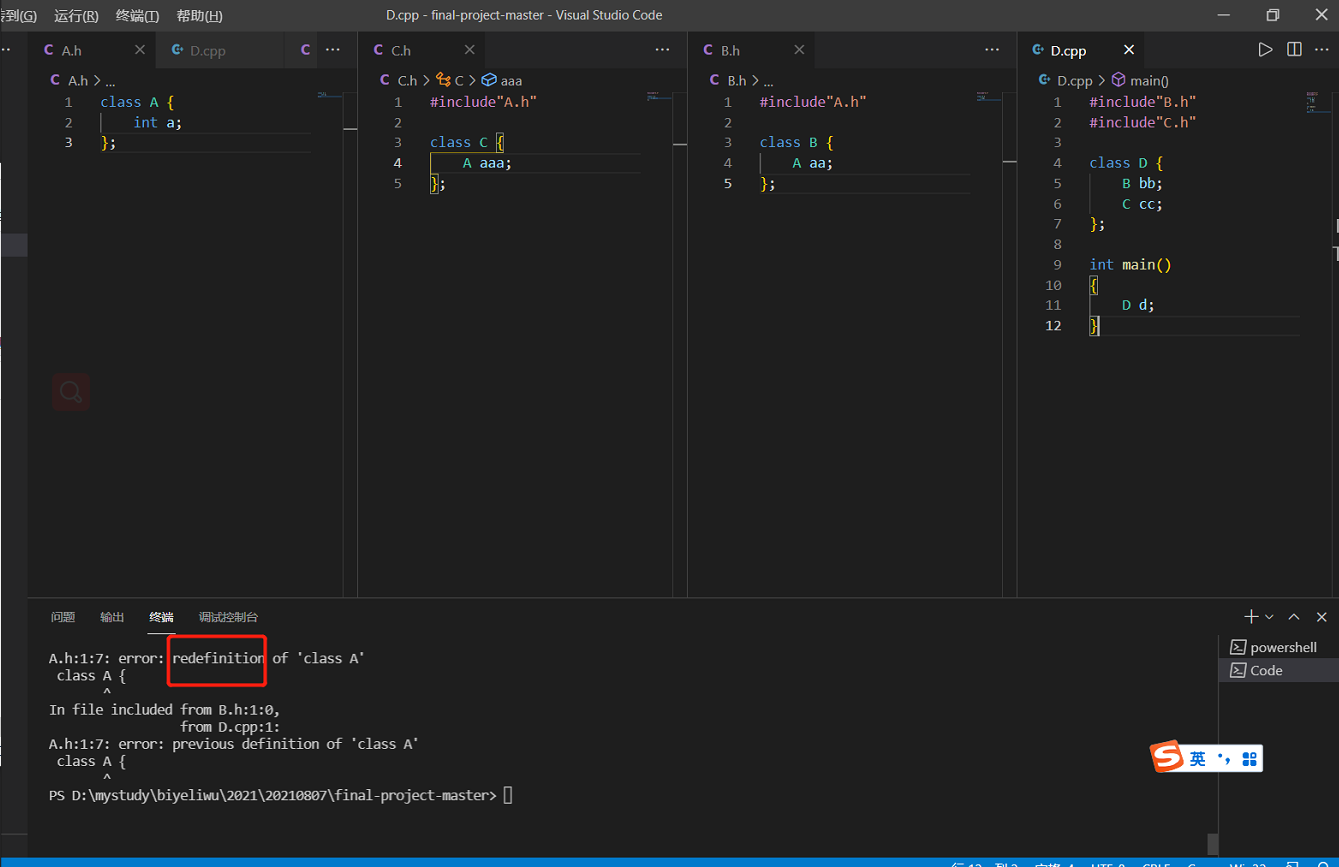 到(G) 运行(R) 终端(T) 帮助(H) D.cpp - final-project-master - Visual Studio Code
A.h D.cpp
A.h > ...
1 class A {
2 int a;
3 };
C.h
C.h > C > aaa
1 #include"A.h"
2
3 class C {
4 A aaa;
5 };
B.h
B.h > ...
1 #include"A.h"
2
3 class B {
4 A aa;
5 };
D.cpp
D.cpp > main()
1 #include"B.h"
2 #include"C.h"
3
4 class D {
5 B bb;
6 C cc;
7 };
8
9 int main()
10 {
11 D d;
12 }
问题 输出 终端 调试控制台
A.h:1:7: error: redefinition of 'class A'
class A {
^
In file included from B.h:1:0,
from D.cpp:1:
A.h:1:7: error: previous definition of 'class A'
class A {
^
PS D:\mystudy\biyeliwu\2021\20210807\final-project-master>
powershell
Code
英